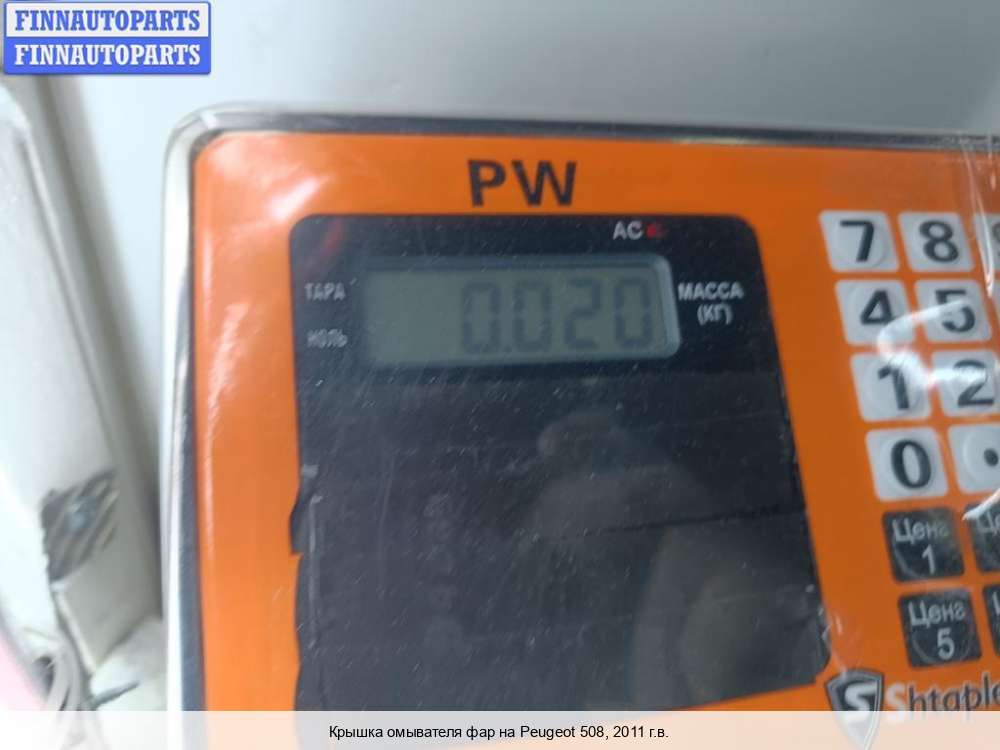 FINNAUTOPARTS
FINNAUTOPARTS
PW
AC
ТАРА
МАССА
(КГ)
НОЛЬ
0.020
7 8
4 5
1 2
0 .
Цена
1
Цена
5
S Shtaple
Крышка омывателя фар на Peugeot 508, 2011 г.в.